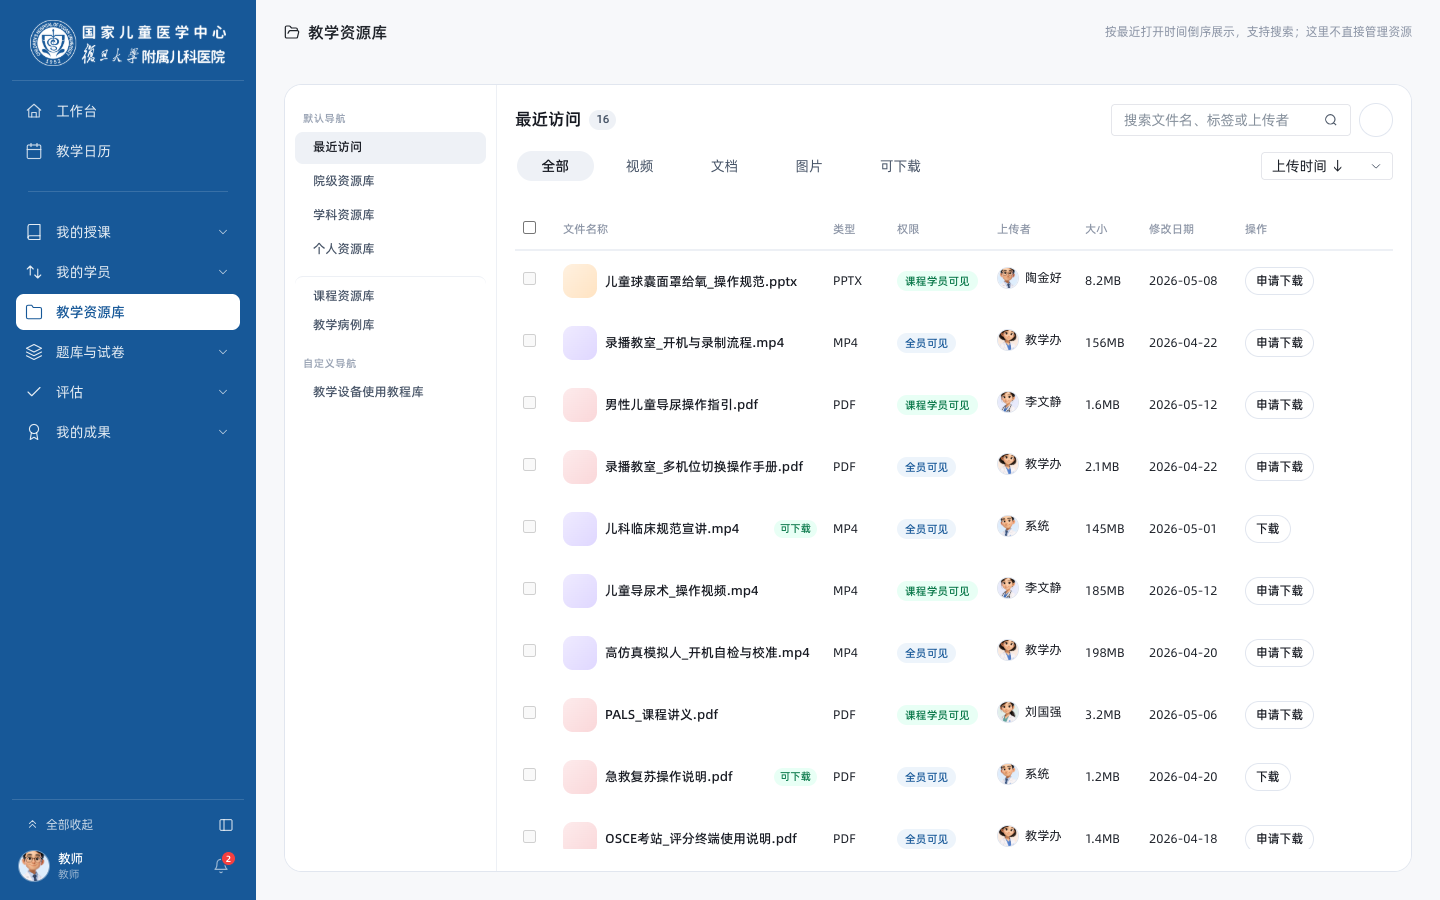 国家儿童医学中心
復旦大学附属儿科医院
工作台
教学日历
我的授课
我的学员
教学资源库
题库与试卷
评估
我的成果
全部收起
教师
教师
2
教学资源库
按最近打开时间倒序展示，支持搜索；这里不直接管理资源
默认导航
最近访问
院级资源库
学科资源库
个人资源库
课程资源库
教学病例库
自定义导航
教学设备使用教程库
最近访问 16
搜索文件名、标签或上传者
全部 视频 文档 图片 可下载
上传时间 ↓
文件名称 类型 权限 上传者 大小 修改日期 操作
儿童球囊面罩给氧_操作规范.pptx PPTX 课程学员可见 陶金好 8.2MB 2026-05-08 申请下载
录播教室_开机与录制流程.mp4 MP4 全员可见 教学办 156MB 2026-04-22 申请下载
男性儿童导尿操作指引.pdf PDF 课程学员可见 李文静 1.6MB 2026-05-12 申请下载
录播教室_多机位切换操作手册.pdf PDF 全员可见 教学办 2.1MB 2026-04-22 申请下载
儿科临床规范宣讲.mp4 可下载 MP4 全员可见 系统 145MB 2026-05-01 下载
儿童导尿术_操作视频.mp4 MP4 课程学员可见 李文静 185MB 2026-05-12 申请下载
高仿真模拟人_开机自检与校准.mp4 MP4 全员可见 教学办 198MB 2026-04-20 申请下载
PALS_课程讲义.pdf PDF 课程学员可见 刘国强 3.2MB 2026-05-06 申请下载
急救复苏操作说明.pdf 可下载 PDF 全员可见 系统 1.2MB 2026-04-20 下载
OSCE考站_评分终端使用说明.pdf PDF 全员可见 教学办 1.4MB 2026-04-18 申请下载